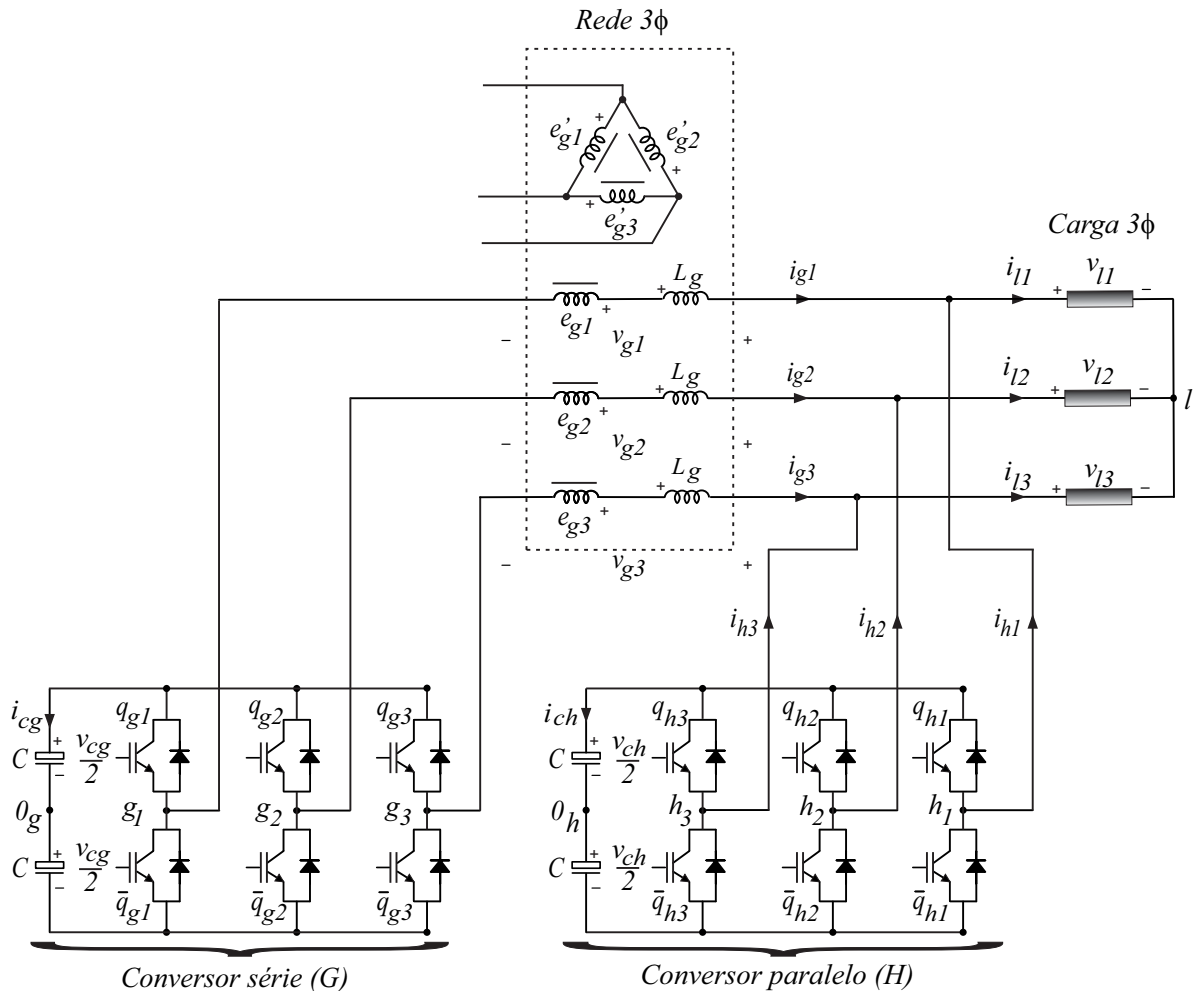 Rede 3ϕ
e'g1
e'g2
e'g3
Carga 3ϕ
Lg
ig1
il1
vl1
eg1
vg1
Lg
ig2
il2
vl2
l
eg2
vg2
Lg
ig3
il3
vl3
eg3
vg3
ih3
ih2
ih1
icg
qg1
qg2
qg3
ich
qh3
qh2
qh1
C
vcg
2
C
vch
2
0g
g1
g2
g3
0h
h3
h2
h1
C
vcg
2
C
vch
2
q̄g1
q̄g2
q̄g3
q̄h3
q̄h2
q̄h1
Conversor série (G)
Conversor paralelo (H)